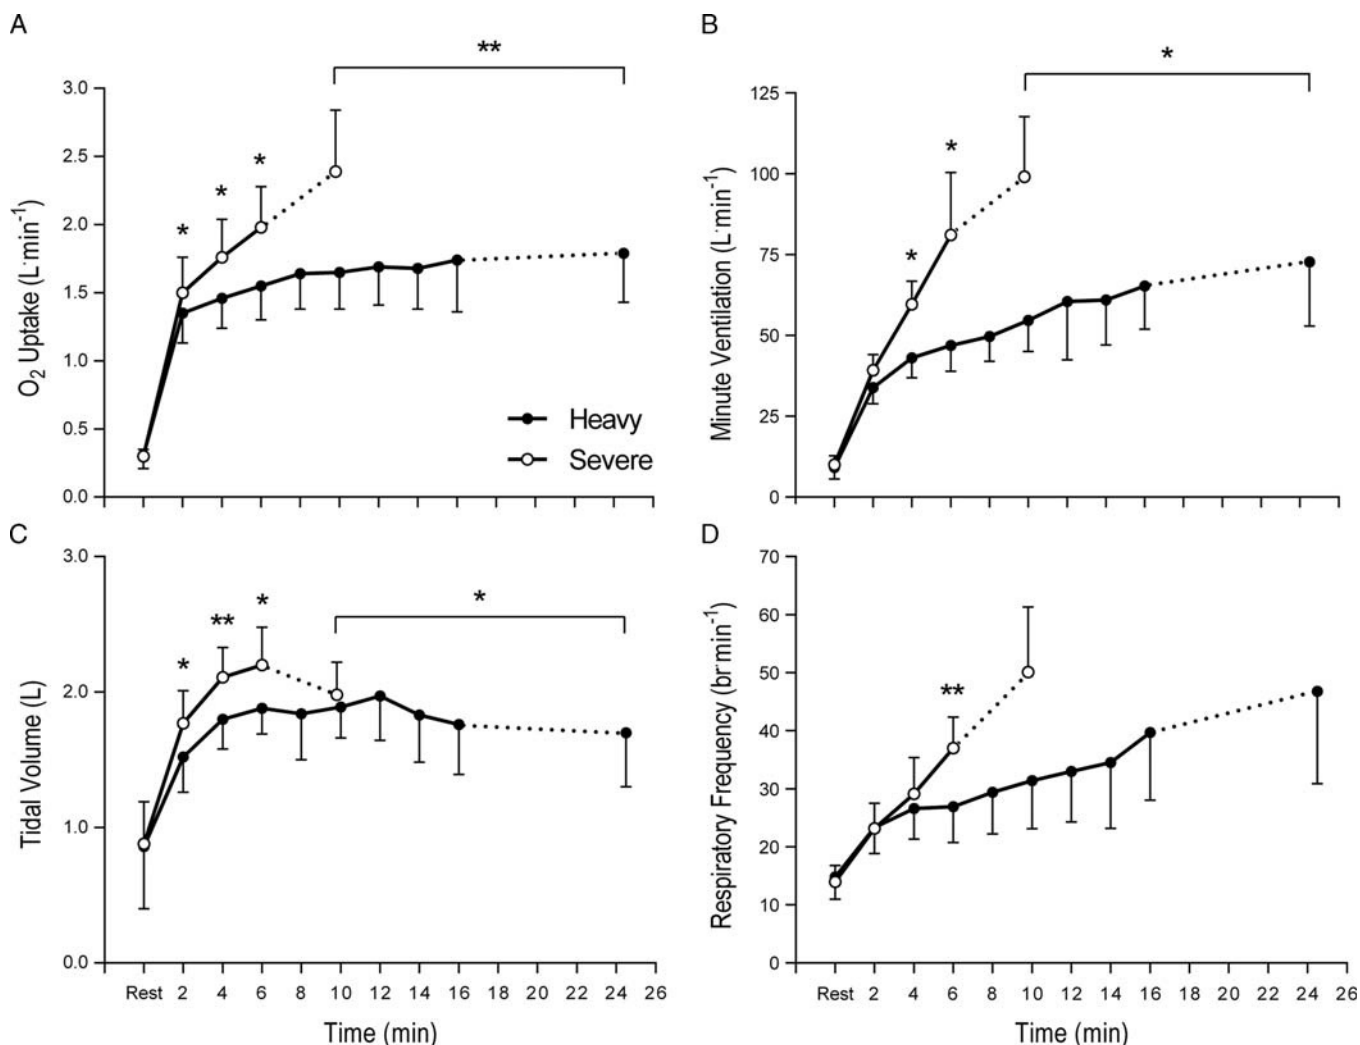 A
**
3.0
2.5
2.0
1.5
1.0
0.5
0.0
O₂ Uptake (L·min⁻¹)
*
*
*
Heavy
Severe
B
*
125
100
75
50
25
0
Minute Ventilation (L·min⁻¹)
*
*
C
3.0
2.0
1.0
0.0
Tidal Volume (L)
*
**
*
*
Rest 2 4 6 8 10 12 14 16 18 20 22 24 26
Time (min)
D
70
60
50
40
30
20
10
0
Respiratory Frequency (br·min⁻¹)
**
Rest 2 4 6 8 10 12 14 16 18 20 22 24 26
Time (min)